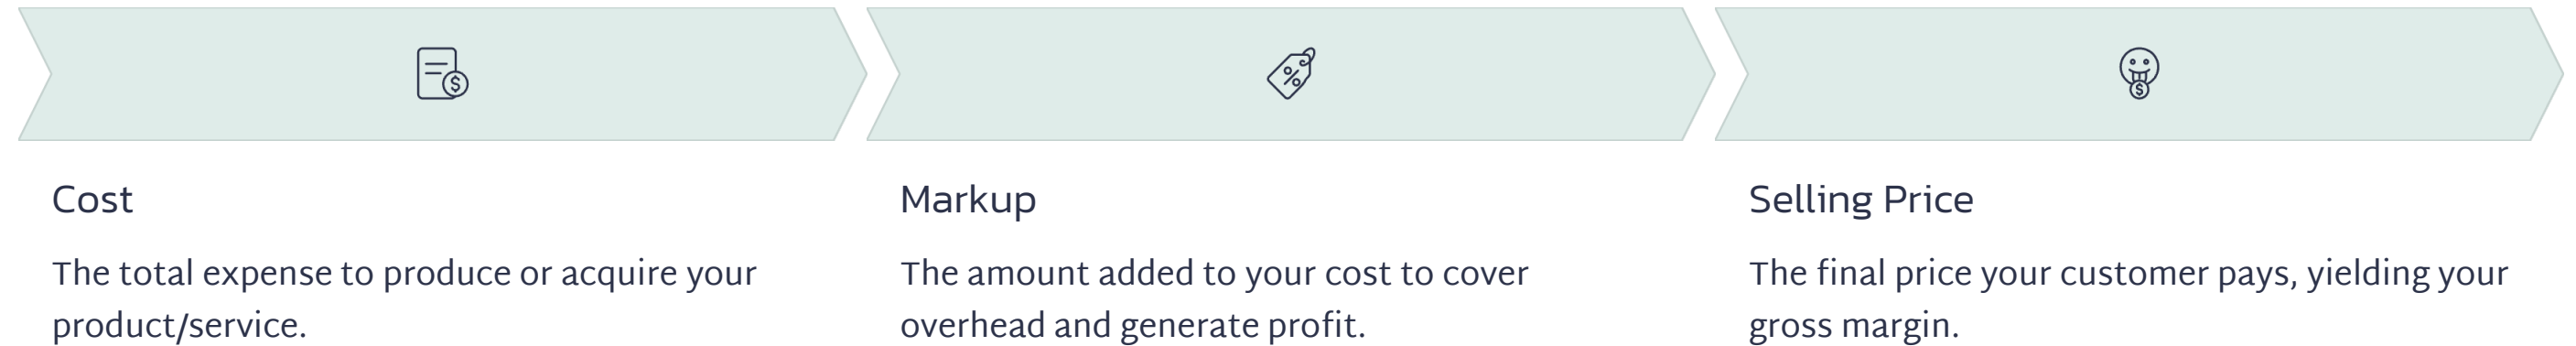 Cost
The total expense to produce or acquire your
product/service.
Markup
The amount added to your cost to cover
overhead and generate profit.
Selling Price
The final price your customer pays, yielding your
gross margin.